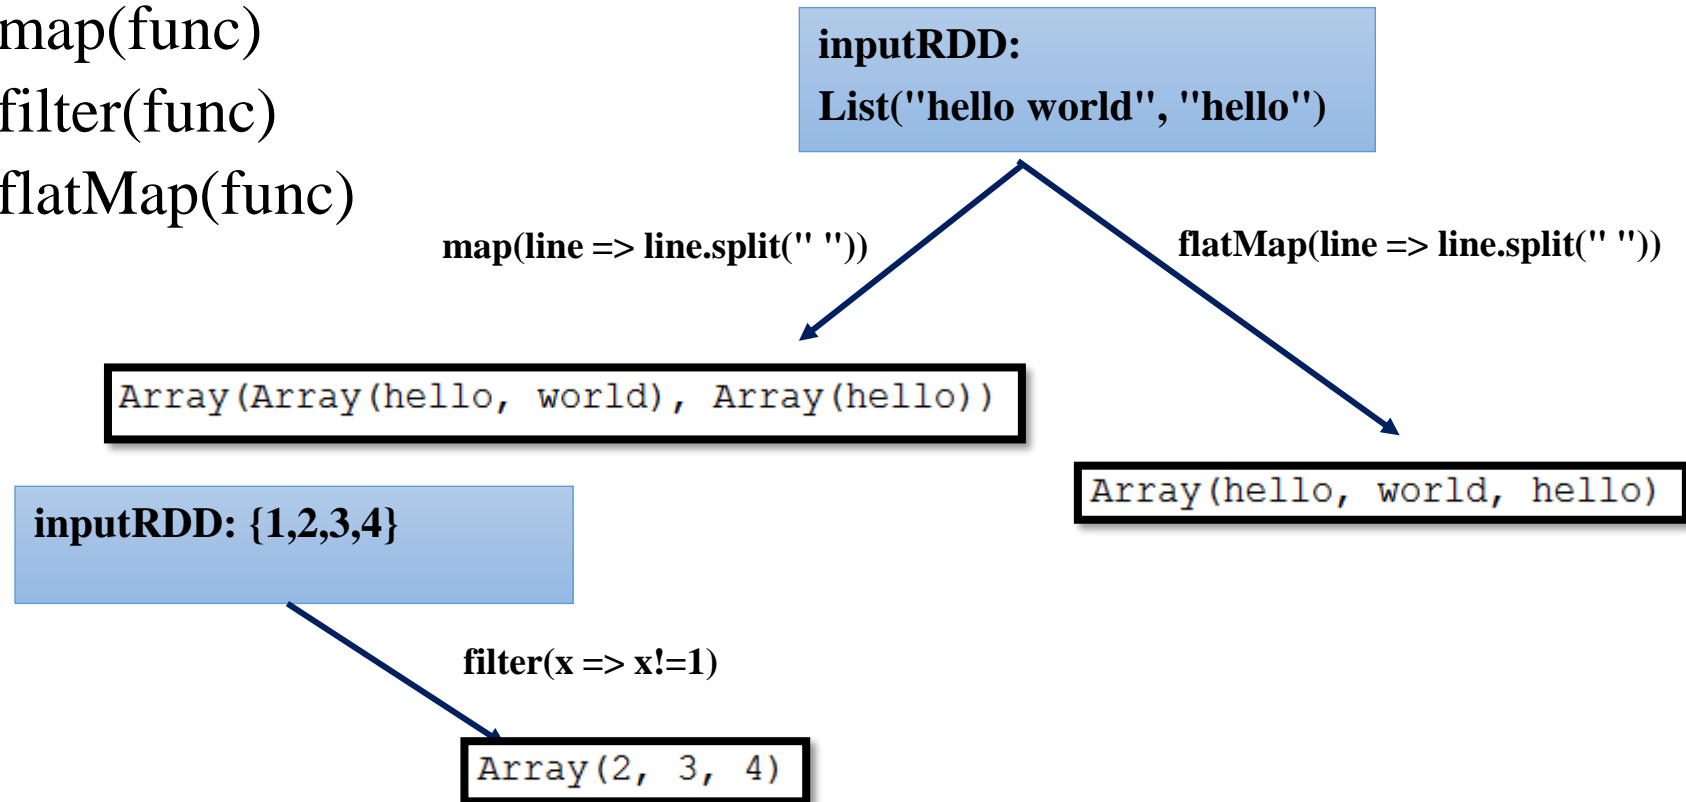 map(func)
filter(func)
flatMap(func)
inputRDD:
List("hello world", "hello")
map(line => line.split(" "))
flatMap(line => line.split(" "))
Array(Array(hello, world), Array(hello))
Array(hello, world, hello)
inputRDD: {1,2,3,4}
filter(x => x!=1)
Array(2, 3, 4)